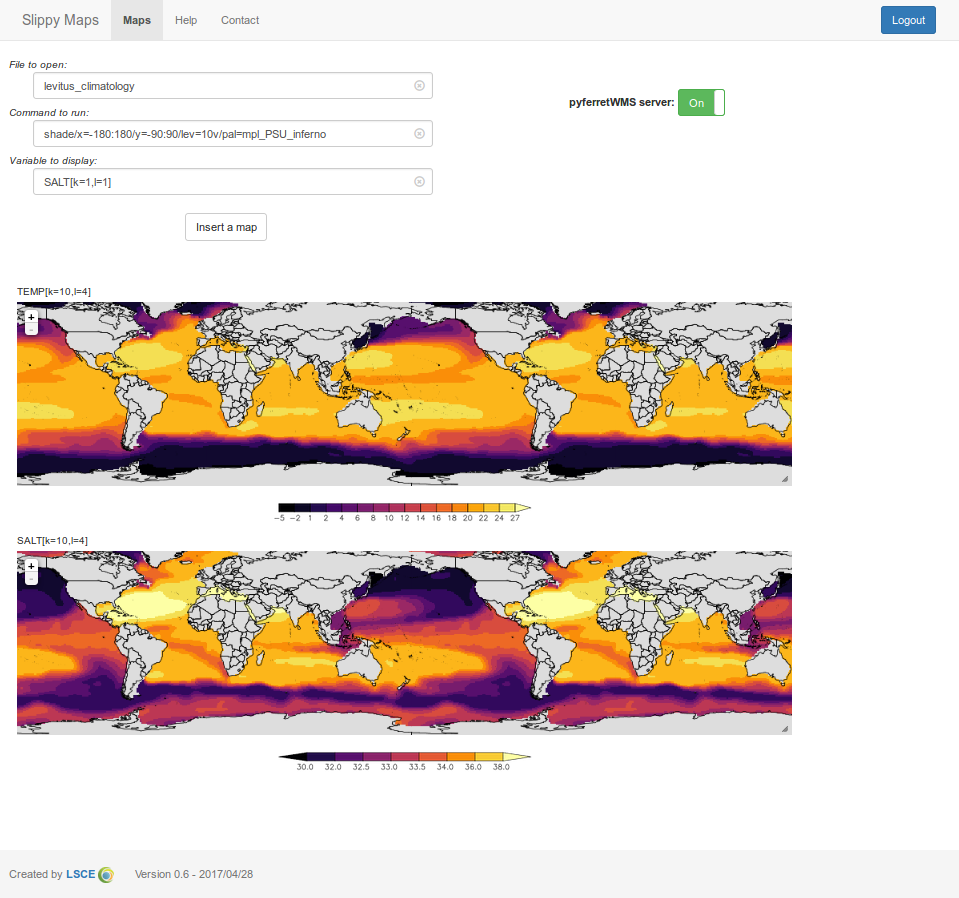 Slippy Maps Maps Help Contact Logout
File to open:
levitus_climatology
pyferretWMS server: On
Command to run:
shade/x=-180:180/y=-90:90/lev=10v/pal=mpl_PSU_inferno
Variable to display:
SALT[k=1,l=1]
Insert a map
TEMP[k=10,l=4]
+
-
-5 -2 1 2 4 6 8 10 12 14 16 18 20 22 24 27
SALT[k=10,l=4]
+
-
30.0 32.0 32.5 33.0 33.5 34.0 36.0 38.0
Created by LSCE Version 0.6 - 2017/04/28